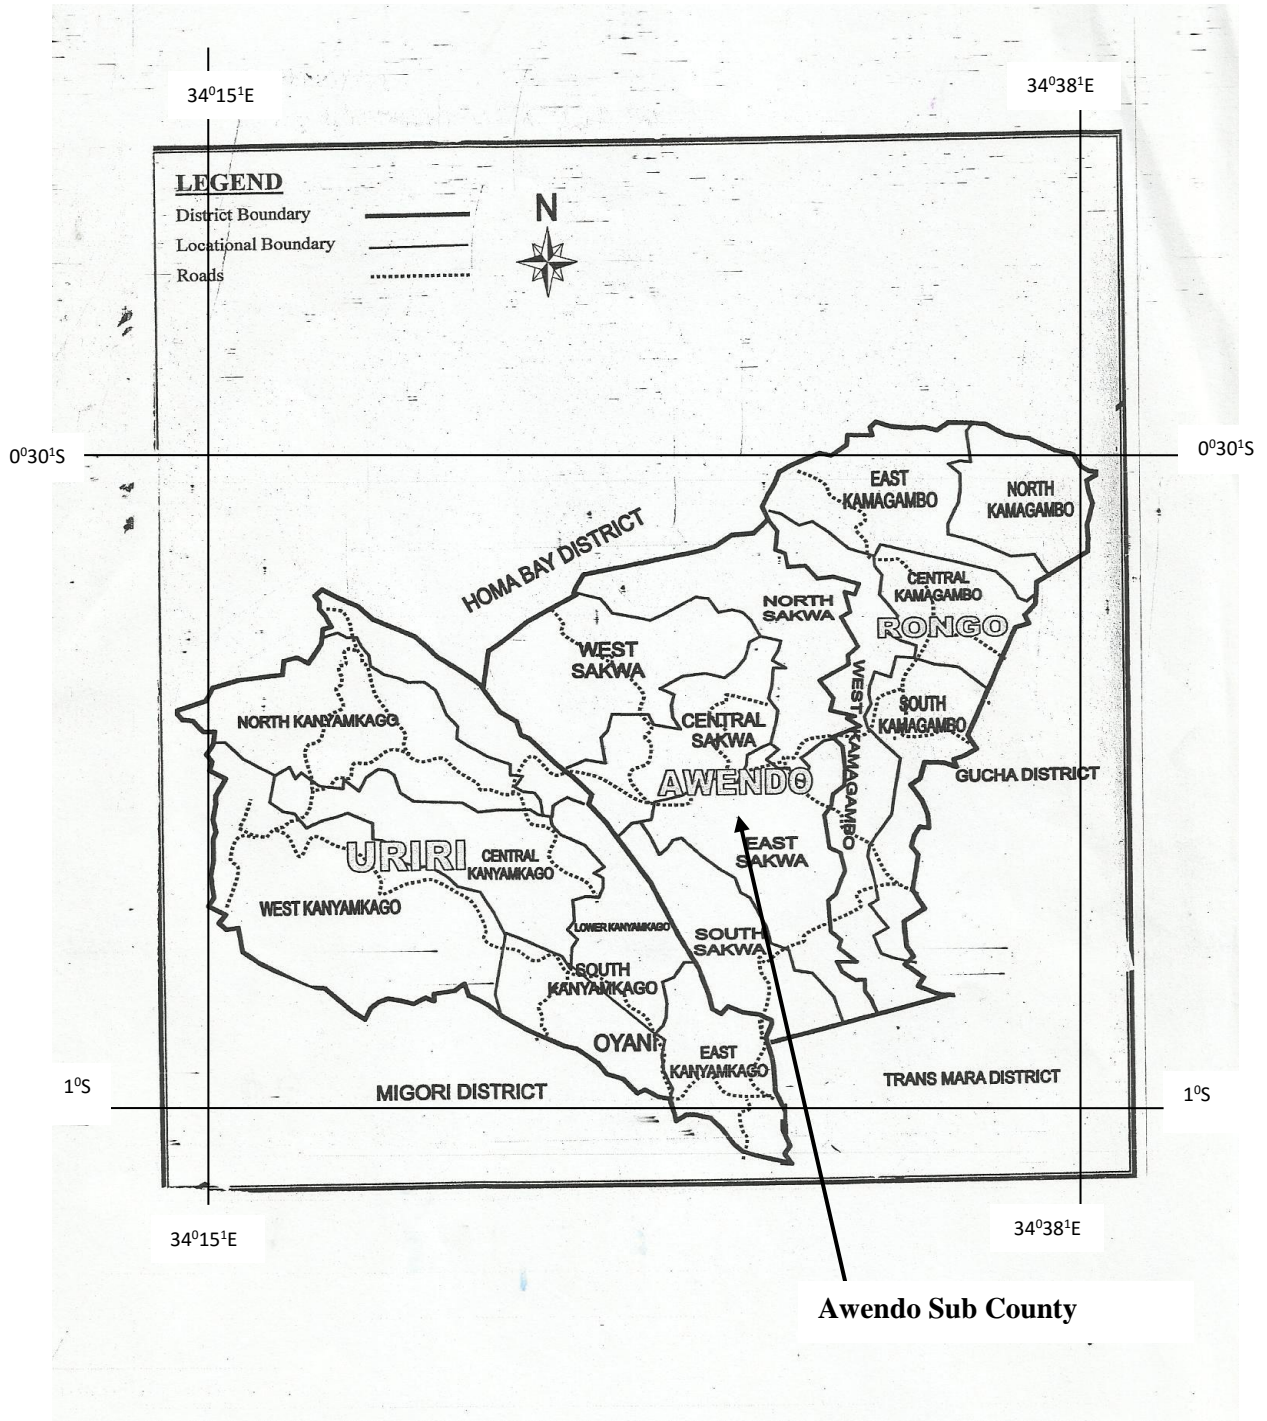 34⁰15¹E
34⁰38¹E
LEGEND
District Boundary
Locational Boundary
Roads
N
0⁰30¹S
0⁰30¹S
EAST
KAMAGAMBO
NORTH
KAMAGAMBO
HOMA BAY DISTRICT
CENTRAL
KAMAGAMBO
NORTH
SAKWA
RONGO
WEST
SAKWA
WEST KAMAGAMBO
SOUTH
KAMAGAMBO
NORTH KANYAMKAGO
CENTRAL
SAKWA
AWENDO
GUCHA DISTRICT
URIRI
CENTRAL
KANYAMKAGO
EAST
SAKWA
WEST KANYAMKAGO
LOWER KANYAMKAGO
SOUTH
SAKWA
SOUTH
KANYAMKAGO
OYANI
EAST
KANYAMKAGO
MIGORI DISTRICT
TRANS MARA DISTRICT
1⁰S
1⁰S
34⁰15¹E
34⁰38¹E
Awendo Sub County